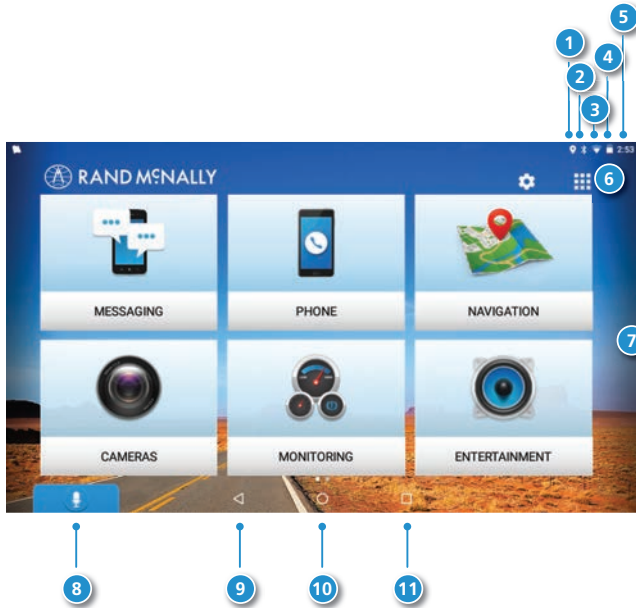 5
1
4
2
3
2:53
RAND MCNALLY
6
MESSAGING PHONE NAVIGATION
7
CAMERAS MONITORING ENTERTAINMENT
8 9 10 11